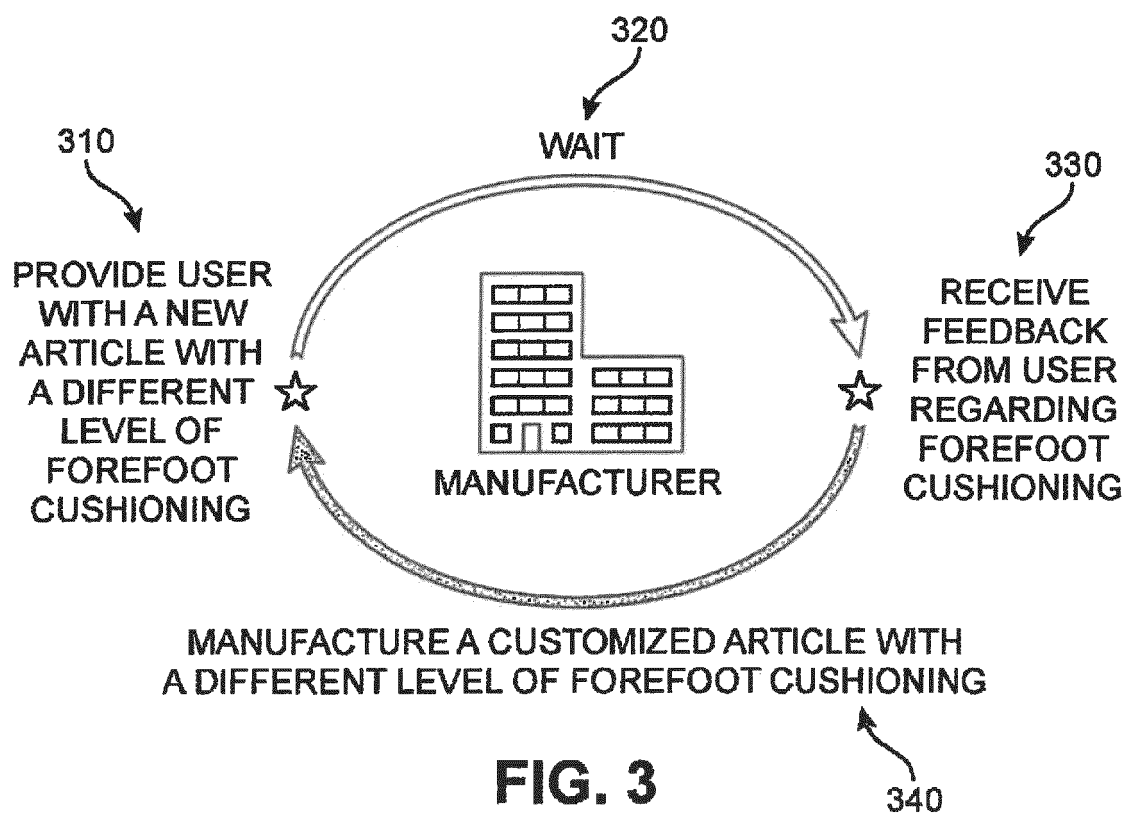 320
WAIT
310
PROVIDE USER
WITH A NEW
ARTICLE WITH
A DIFFERENT
LEVEL OF
FOREFOOT
CUSHIONING
330
RECEIVE
FEEDBACK
FROM USER
REGARDING
FOREFOOT
CUSHIONING
MANUFACTURER
MANUFACTURE A CUSTOMIZED ARTICLE WITH
A DIFFERENT LEVEL OF FOREFOOT CUSHIONING
340
FIG. 3